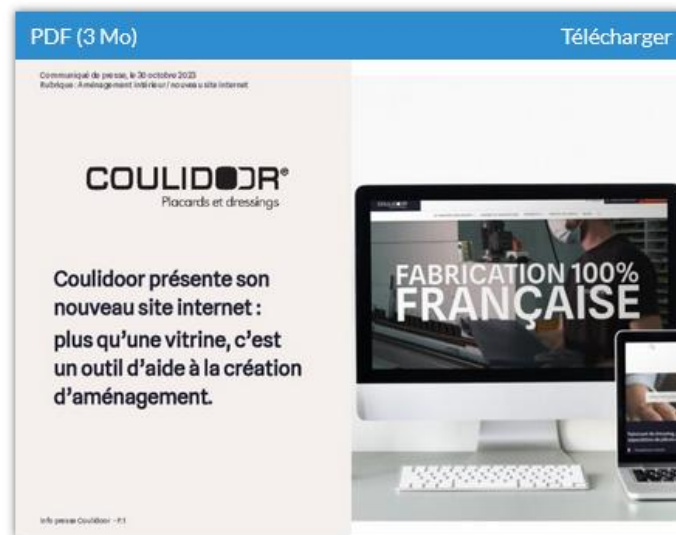 PDF (3 Mo)
Télécharger
Communiqué de presse, le 30 octobre 2023
Rubrique : Aménagement intérieur / nouveau site internet
COULIDOOR®
Placards et dressings
Coulidoor présente son
nouveau site internet :
plus qu’une vitrine, c’est
un outil d’aide à la création
d’aménagement.
FABRICATION 100%
FRANÇAISE
Info presse Coulidoor - P.1